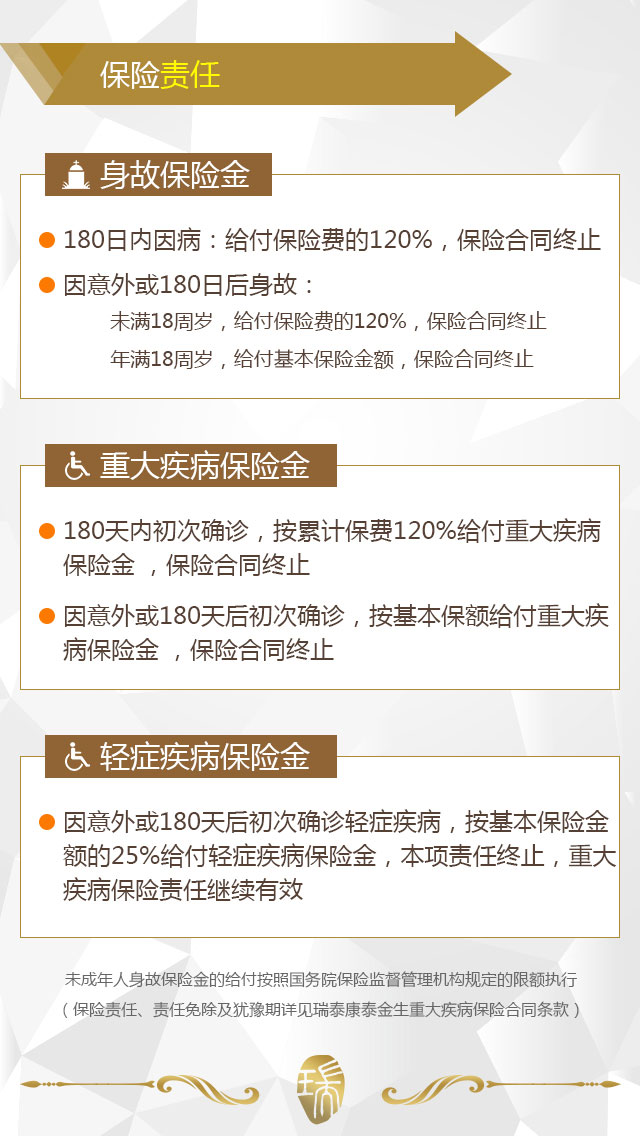 保险责任
身故保险金
180日内因病：给付保险费的120%，保险合同终止
因意外或180日后身故：
未满18周岁，给付保险费的120%，保险合同终止
年满18周岁，给付基本保险金额，保险合同终止
重大疾病保险金
180天内初次确诊，按累计保费120%给付重大疾病
保险金 ，保险合同终止
因意外或180天后初次确诊，按基本保额给付重大疾
病保险金 ，保险合同终止
轻症疾病保险金
因意外或180天后初次确诊轻症疾病，按基本保险金
额的25%给付轻症疾病保险金，本项责任终止，重大
疾病保险责任继续有效
未成年人身故保险金的给付按照国务院保险监督管理机构规定的限额执行
（保险责任、责任免除及犹豫期详见瑞泰康泰金生重大疾病保险合同条款）
瑞